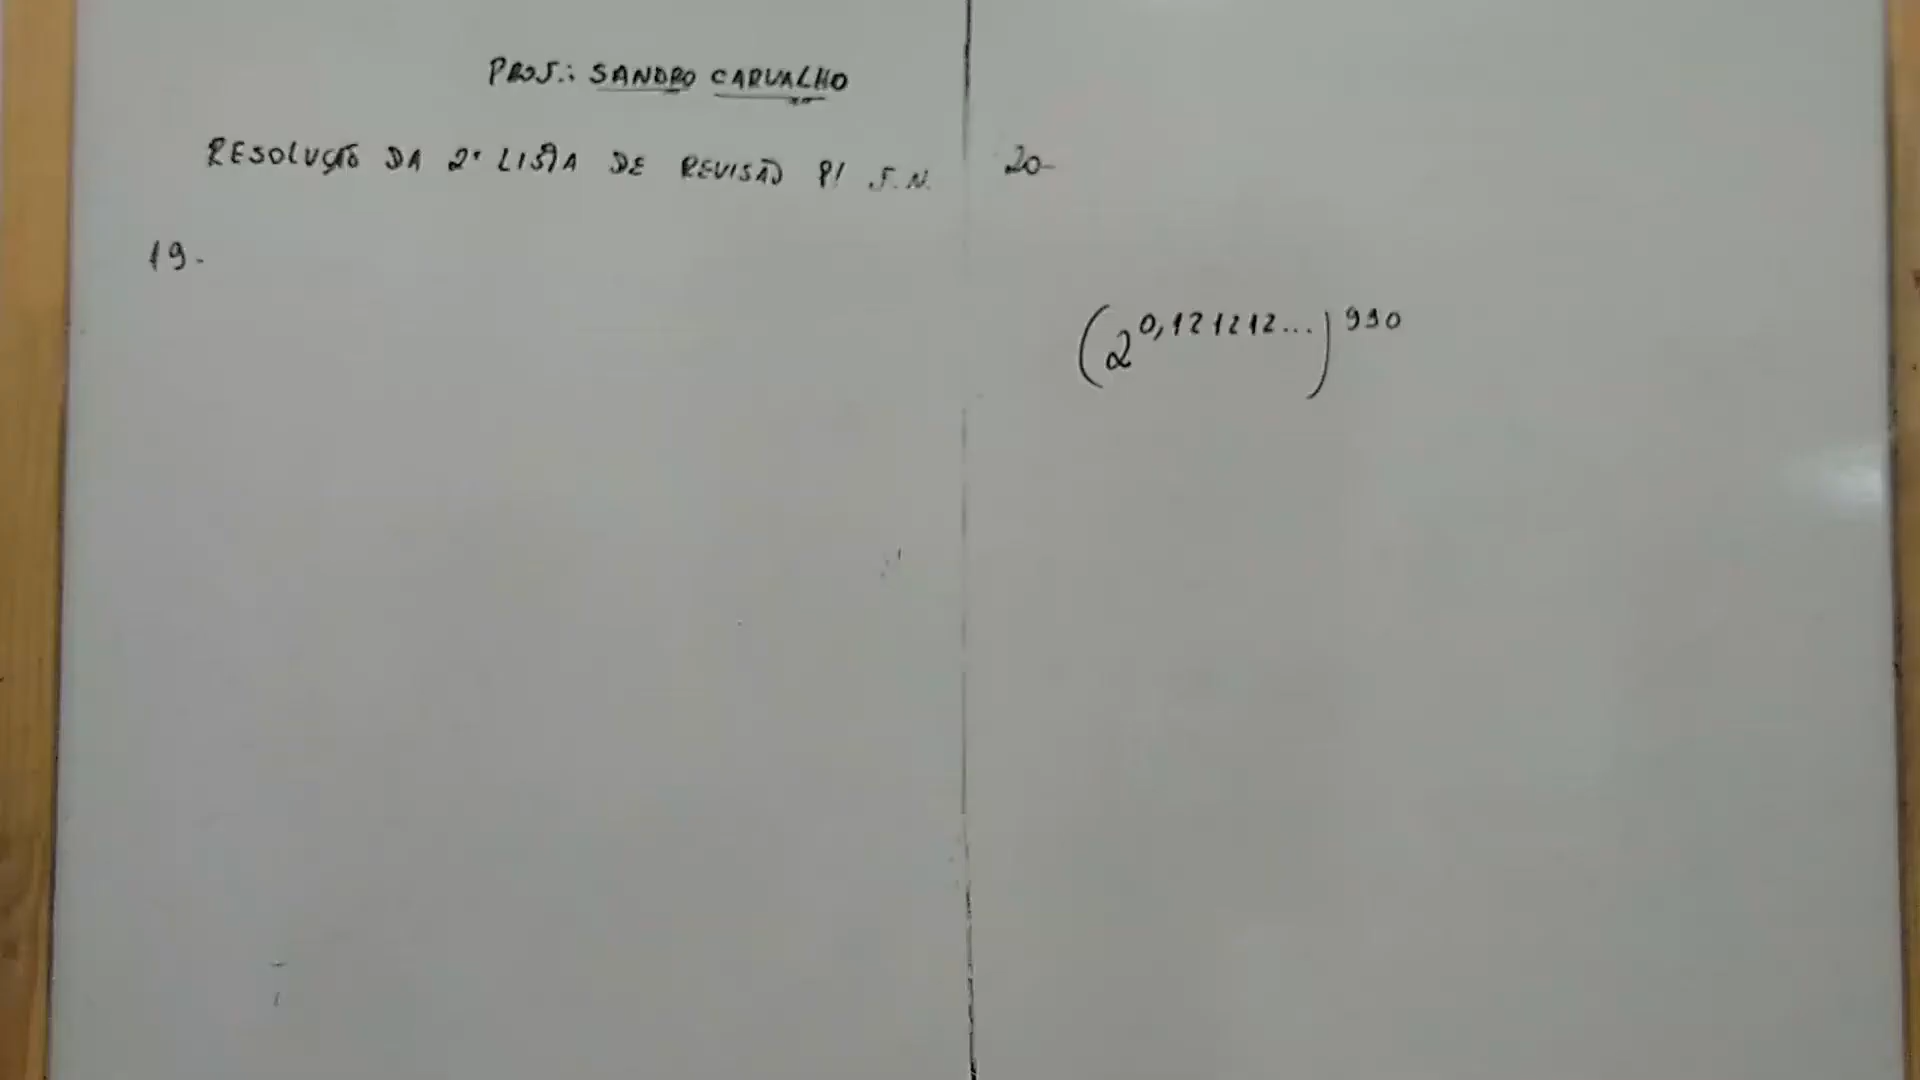 PROF.: SANDRO CARVALHO
RESOLUÇÃO DA 2ª LISTA DE REVISÃO P/ F.N.
19-
20-
(2^0,121212...)^990